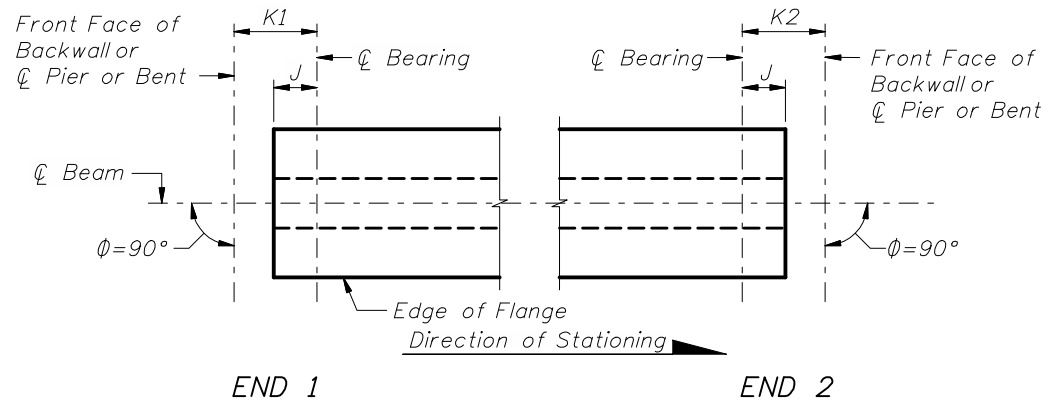 Front Face of
Backwall or
℄ Pier or Bent
K1
℄ Bearing
J
K2
℄ Bearing
J
Front Face of
Backwall or
℄ Pier or Bent
℄ Beam
ϕ=90°
ϕ=90°
Edge of Flange
Direction of Stationing
END 1
END 2